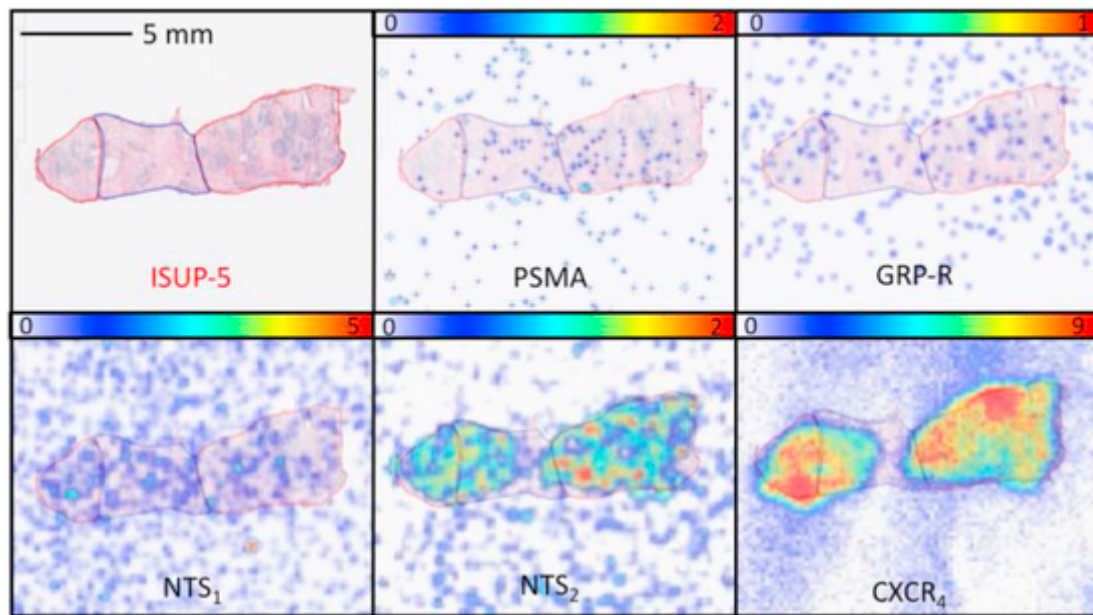 5 mm
0 2
0 1
ISUP-5
PSMA
GRP-R
0 5
0 2
0 9
NTS₁
NTS₂
CXCR₄